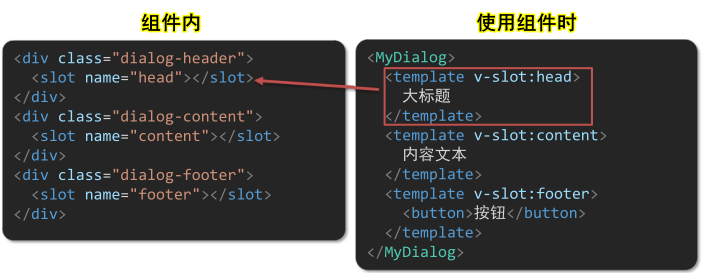 组件内
<div class="dialog-header">
  <slot name="head"></slot>
</div>
<div class="dialog-content">
  <slot name="content"></slot>
</div>
<div class="dialog-footer">
  <slot name="footer"></slot>
</div>
使用组件时
<MyDialog>
  <template v-slot:head>
    大标题
  </template>
  <template v-slot:content>
    内容文本
  </template>
  <template v-slot:footer>
    <button>按钮</button>
  </template>
</MyDialog>